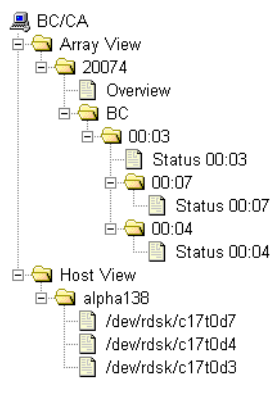 BC/CA
Array View
20074
Overview
BC
00:03
Status 00:03
00:07
Status 00:07
00:04
Status 00:04
Host View
alpha138
/dev/rdsk/c17t0d7
/dev/rdsk/c17t0d4
/dev/rdsk/c17t0d3